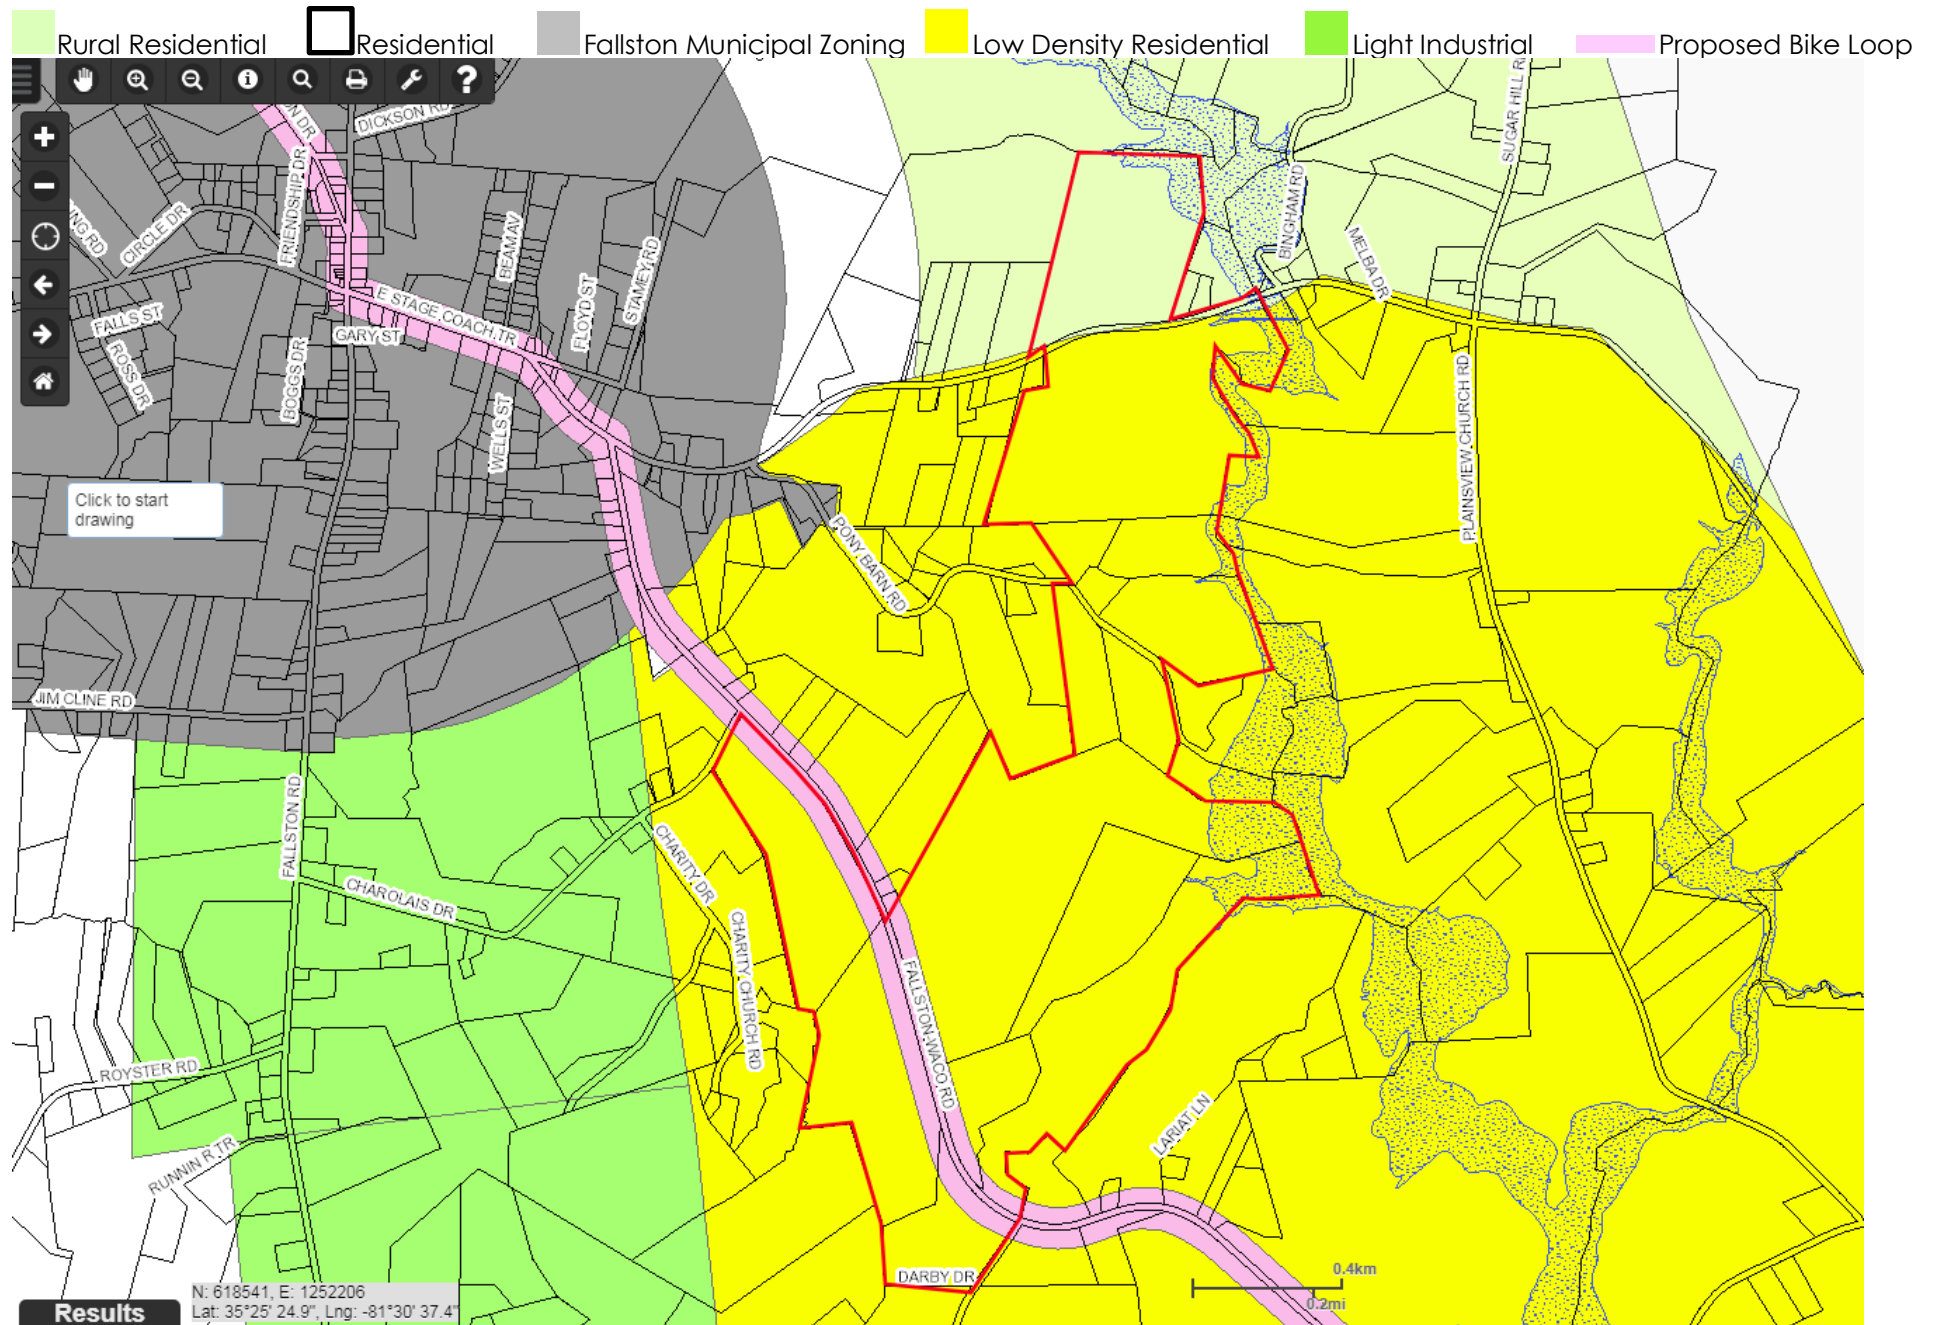 Rural Residential
Residential
Fallston Municipal Zoning
Low Density Residential
Light Industrial
Proposed Bike Loop
ON DR
DICKSON RD
SUGAR HILL R
FRIENDSHIP DR
CIRCLE DR
NG RD
BEAM AV
STAMEY RD
FLOYD ST
BINGHAM RD
MELBA DR
E STAGE COACH TR
GARY ST
FALLS ST
ROSS DR
BOGGS DR
WELLS ST
PLAINSVIEW CHURCH RD
Click to start
drawing
PONY BARN RD
JIM CLINE RD
FALLSTON RD
CHAROLAIS DR
CHARITY DR
CHARITY CHURCH RD
FALLSTON-WACO RD
ROYSTER RD
RUNNIN R TR
LARIAT LN
DARBY DR
0.4km
0.2mi
N: 618541, E: 1252206
Lat: 35°25' 24.9", Lng: -81°30' 37.4"
Results